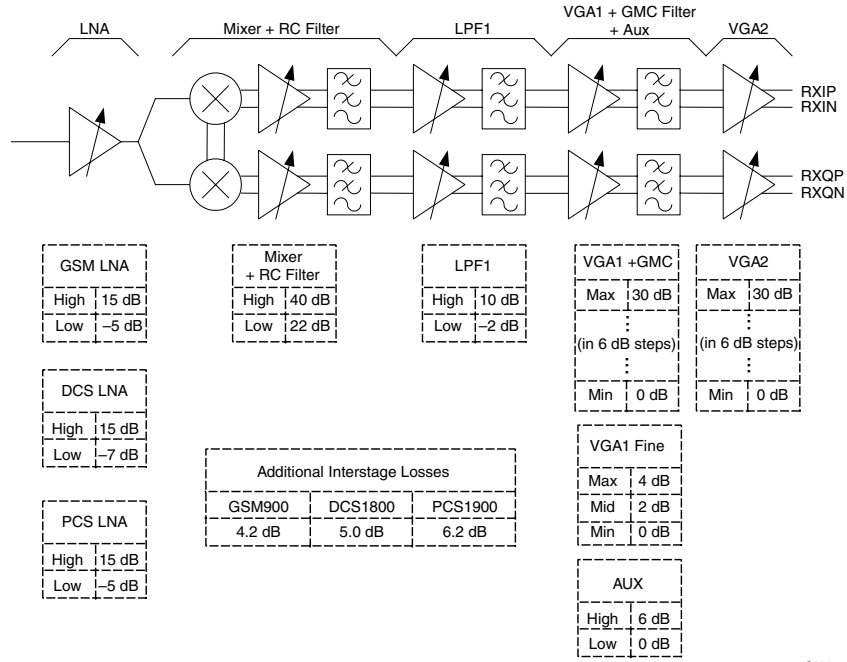 LNA
Mixer + RC Filter
LPF1
VGA1 + GMC Filter
+ Aux
VGA2
RXIP
RXIN
RXQP
RXQN
GSM LNA
High 15 dB
Low –5 dB
Mixer
+ RC Filter
High 40 dB
Low 22 dB
LPF1
High 10 dB
Low –2 dB
VGA1 +GMC
Max 30 dB
(in 6 dB steps)
Min 0 dB
VGA2
Max 30 dB
(in 6 dB steps)
Min 0 dB
DCS LNA
High 15 dB
Low –7 dB
VGA1 Fine
Max 4 dB
Mid 2 dB
Min 0 dB
Additional Interstage Losses
GSM900 DCS1800 PCS1900
4.2 dB 5.0 dB 6.2 dB
PCS LNA
High 15 dB
Low –5 dB
AUX
High 6 dB
Low 0 dB